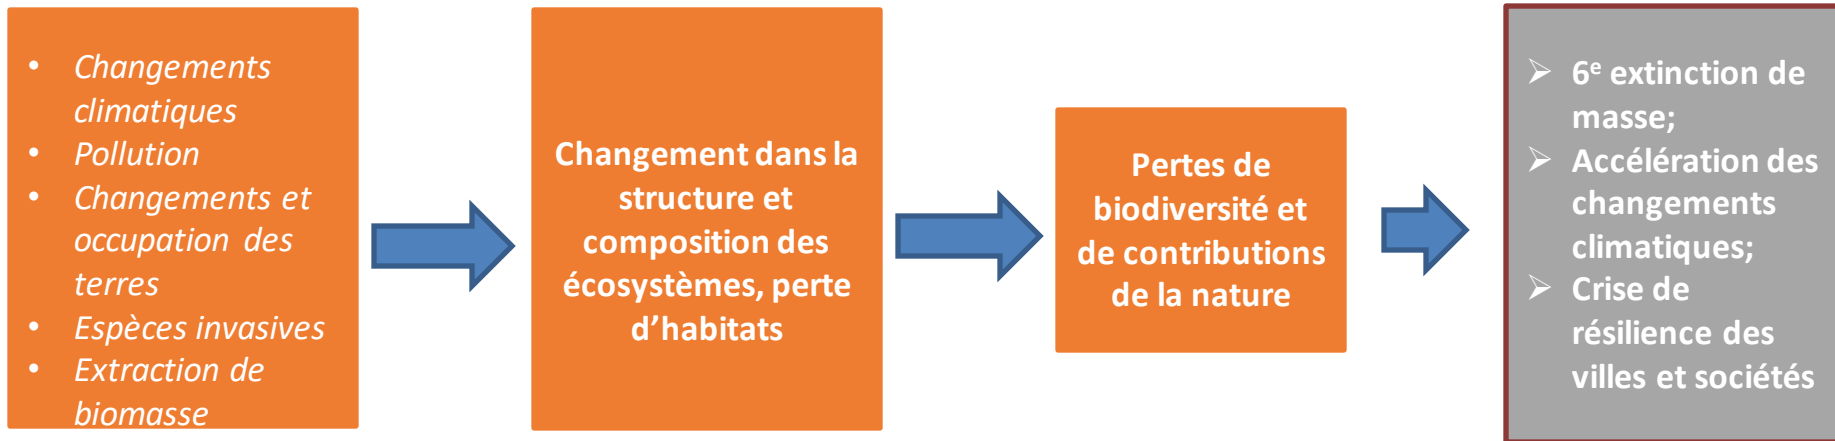 • Changements
climatiques
• Pollution
• Changements et
occupation des
terres
• Espèces invasives
• Extraction de
biomasse
Changement dans la
structure et
composition des
écosystèmes, perte
d’habitats
Pertes de
biodiversité et
de contributions
de la nature
➢ 6e extinction de
masse;
➢ Accélération des
changements
climatiques;
➢ Crise de
résilience des
villes et sociétés